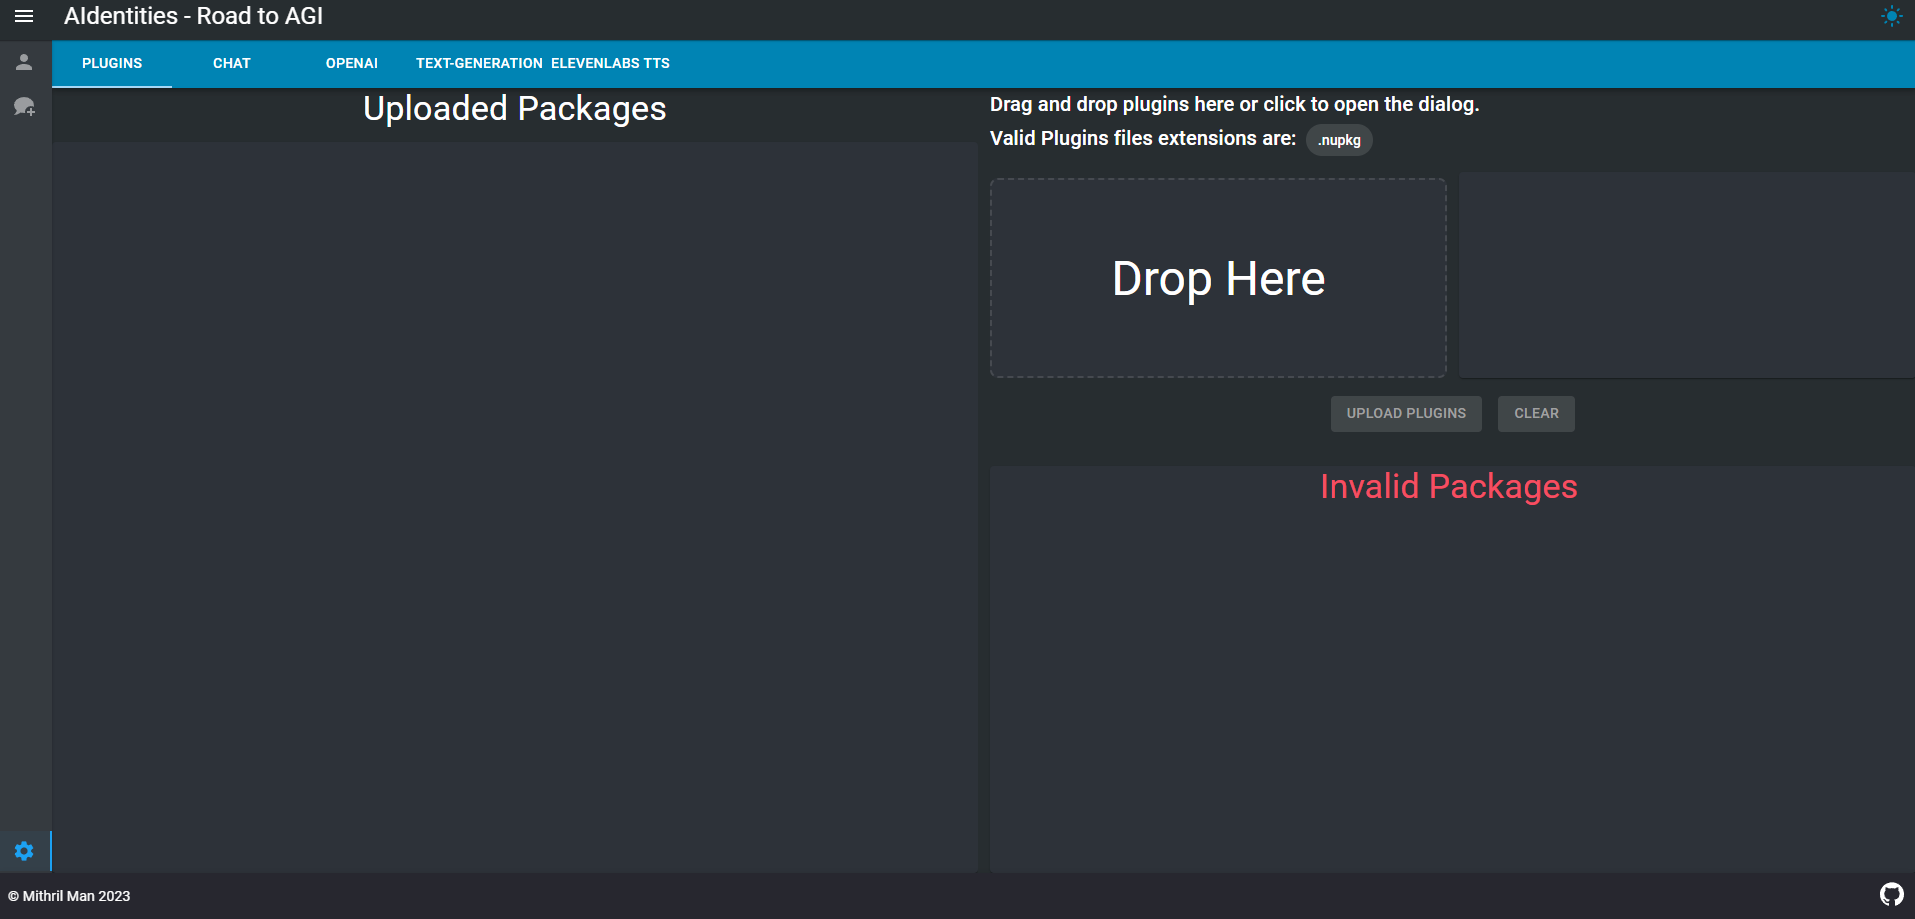 AIdentities - Road to AGI
PLUGINS CHAT OPENAI TEXT-GENERATION ELEVENLABS TTS
Uploaded Packages
Drag and drop plugins here or click to open the dialog.
Valid Plugins files extensions are: .nupkg
Drop Here
UPLOAD PLUGINS CLEAR
Invalid Packages
© Mithril Man 2023